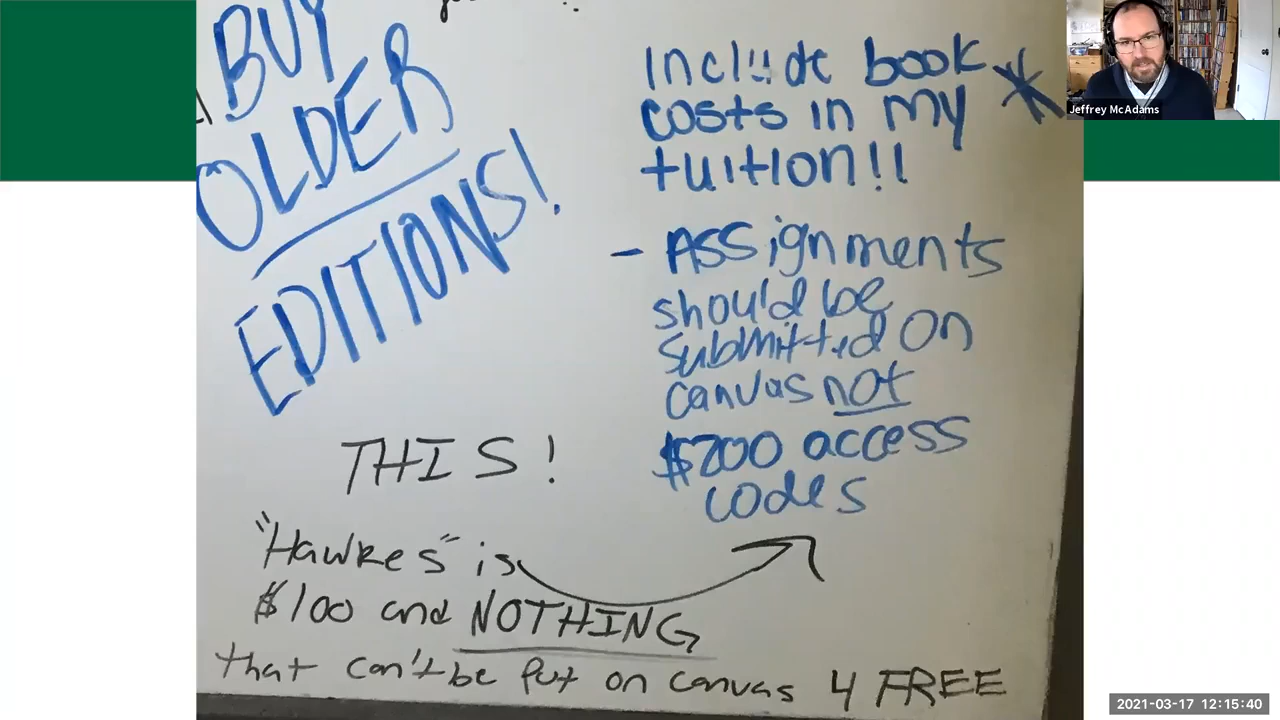 BUY
OLDER
EDITIONS!
Include book
costs in my
tuition!!
- Assignments
should be
submitted on
canvas not
$200 access
codes
THIS!
"Hawkes" is
$100 and NOTHING
that can't be put on canvas 4 FREE
Jeffrey McAdams
2021-03-17 12:15:40